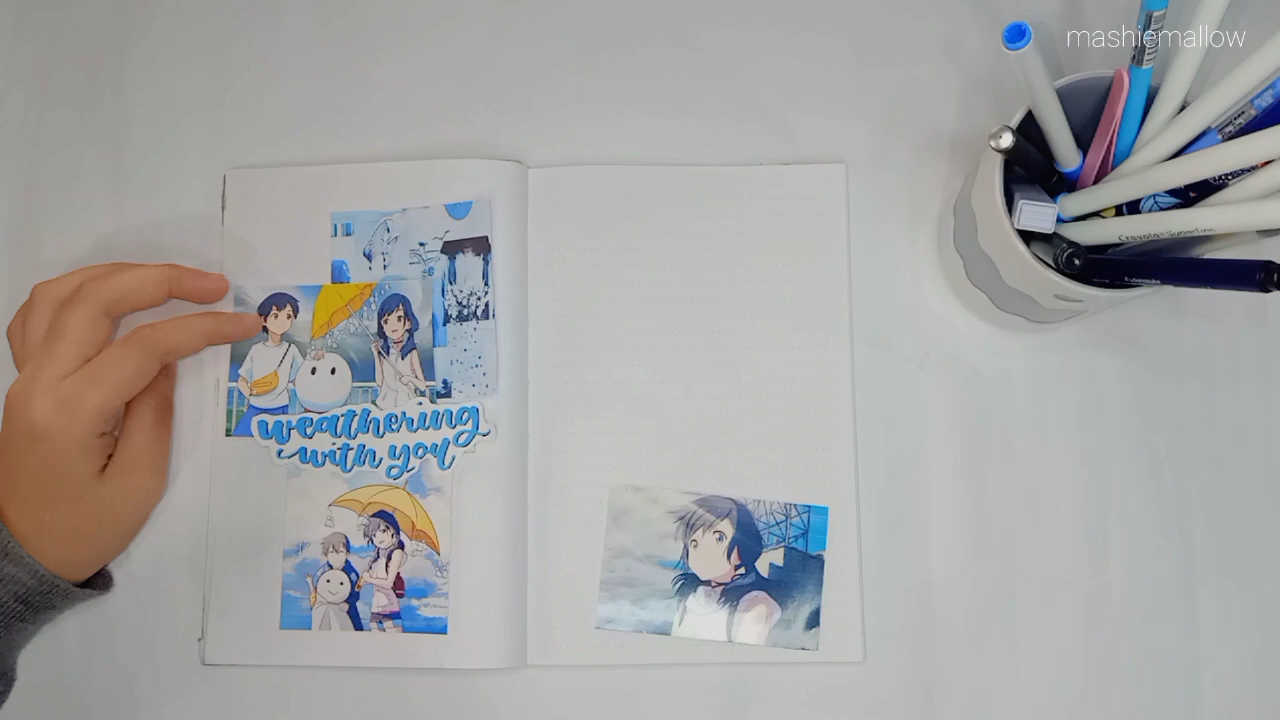 mashiemallow
weathering
with you
Crayola Supertips